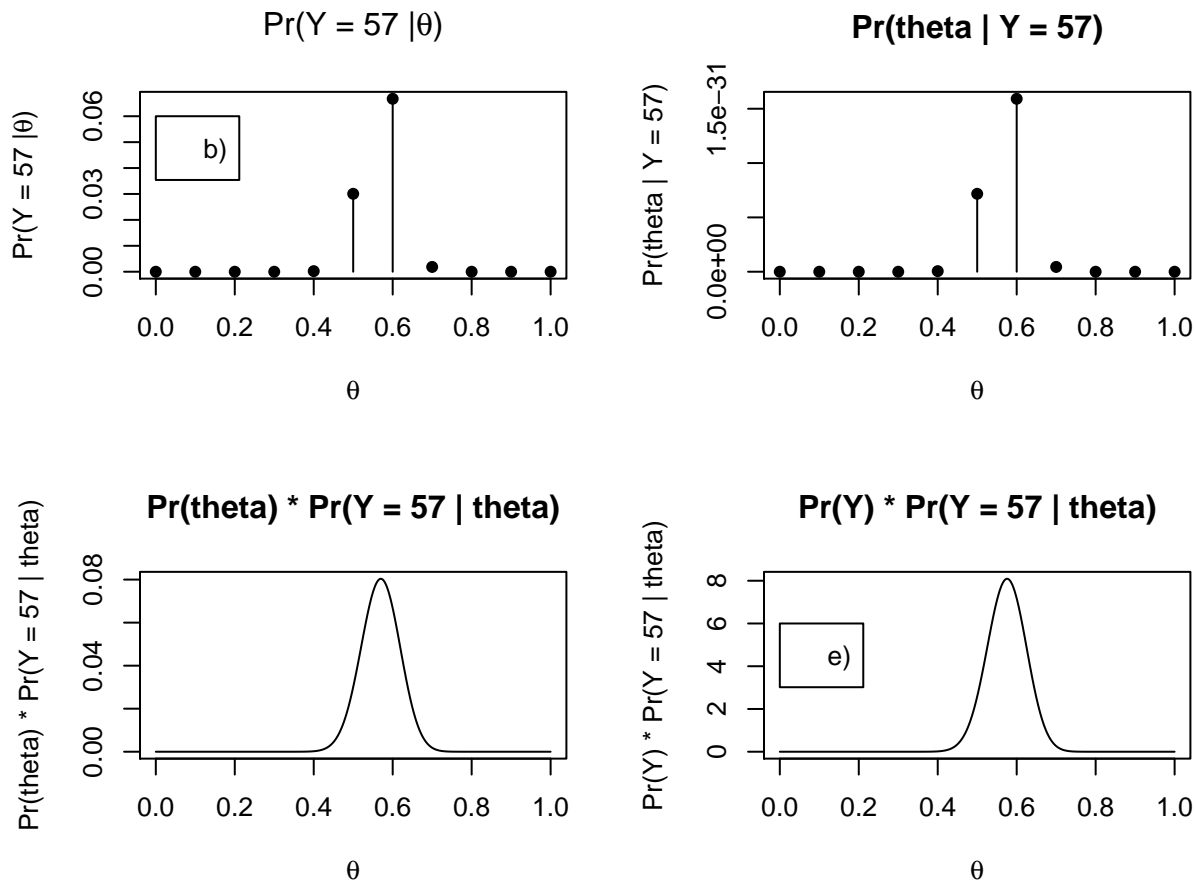 Pr(Y = 57 |θ)
Pr(Y = 57 |θ)
0.00 0.03 0.06
b)
0.0 0.2 0.4 0.6 0.8 1.0
θ
Pr(theta | Y = 57)
Pr(theta | Y = 57)
0.0e+00 1.5e−31
0.0 0.2 0.4 0.6 0.8 1.0
θ
Pr(theta) * Pr(Y = 57 | theta)
Pr(theta) * Pr(Y = 57 | theta)
0.00 0.04 0.08
0.0 0.2 0.4 0.6 0.8 1.0
θ
Pr(Y) * Pr(Y = 57 | theta)
Pr(Y) * Pr(Y = 57 | theta)
0 2 4 6 8
e)
0.0 0.2 0.4 0.6 0.8 1.0
θ